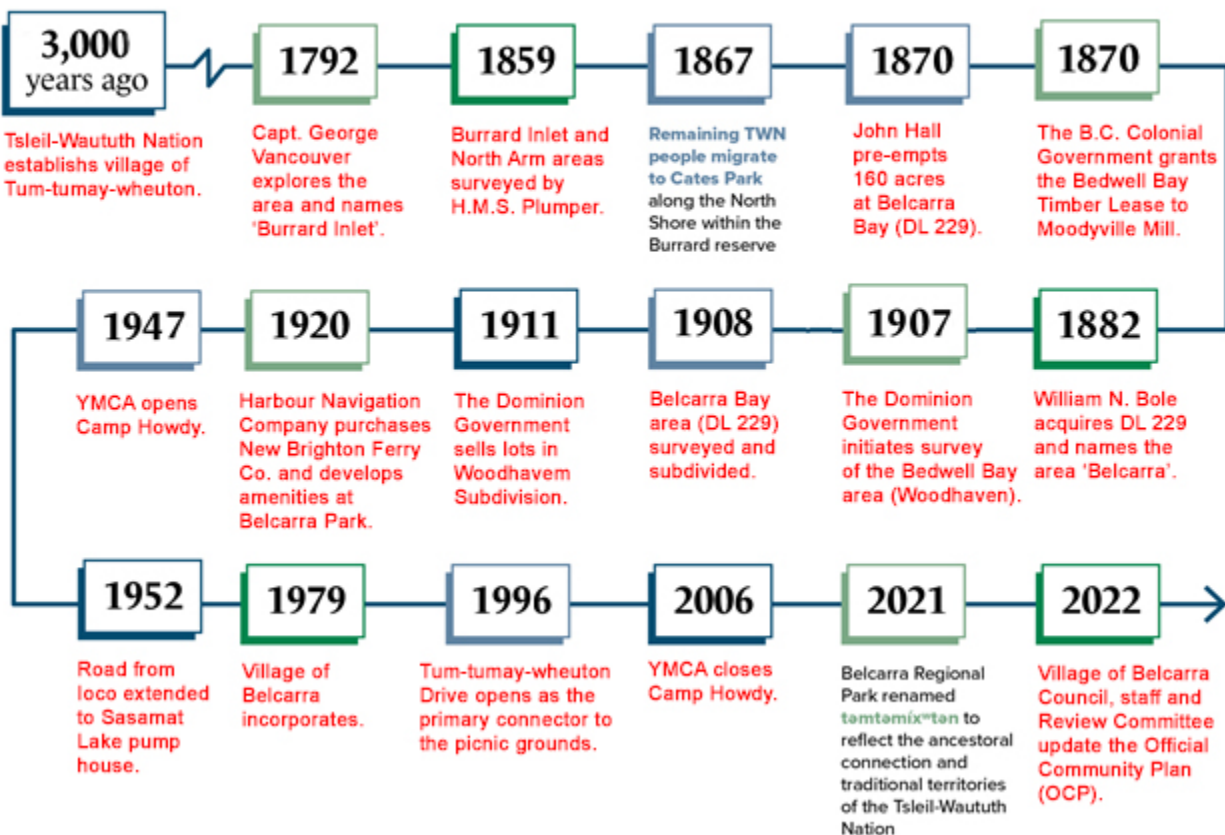 3,000
years ago
Tsleil-Waututh Nation
establishs village of
Tum-tumay-wheuton.
1792
Capt. George
Vancouver
explores the
area and names
‘Burrard Inlet’.
1859
Burrard Inlet and
North Arm areas
surveyed by
H.M.S. Plumper.
1867
Remaining TWN
people migrate
to Cates Park
along the North
Shore within the
Burrard reserve
1870
John Hall
pre-empts
160 acres
at Belcarra
Bay (DL 229).
1870
The B.C. Colonial
Government grants
the Bedwell Bay
Timber Lease to
Moodyville Mill.
1882
William N. Bole
acquires DL 229
and names the
area ‘Belcarra’.
1907
The Dominion
Government
initiates survey
of the Bedwell Bay
area (Woodhaven).
1908
Belcarra Bay
area (DL 229)
surveyed and
subdivided.
1911
The Dominion
Government
sells lots in
Woodhavem
Subdivision.
1920
Harbour Navigation
Company purchases
New Brighton Ferry
Co. and develops
amenities at
Belcarra Park.
1947
YMCA opens
Camp Howdy.
1952
Road from
Ioco extended
to Sasamat
Lake pump
house.
1979
Village of
Belcarra
incorporates.
1996
Tum-tumay-wheuton
Drive opens as the
primary connector to
the picnic grounds.
2006
YMCA closes
Camp Howdy.
2021
Belcarra Regional
Park renamed
təmtəmíxʷtən to
reflect the ancestoral
connection and
traditional territories
of the Tsleil-Waututh
Nation
2022
Village of Belcarra
Council, staff and
Review Committee
update the Official
Community Plan
(OCP).